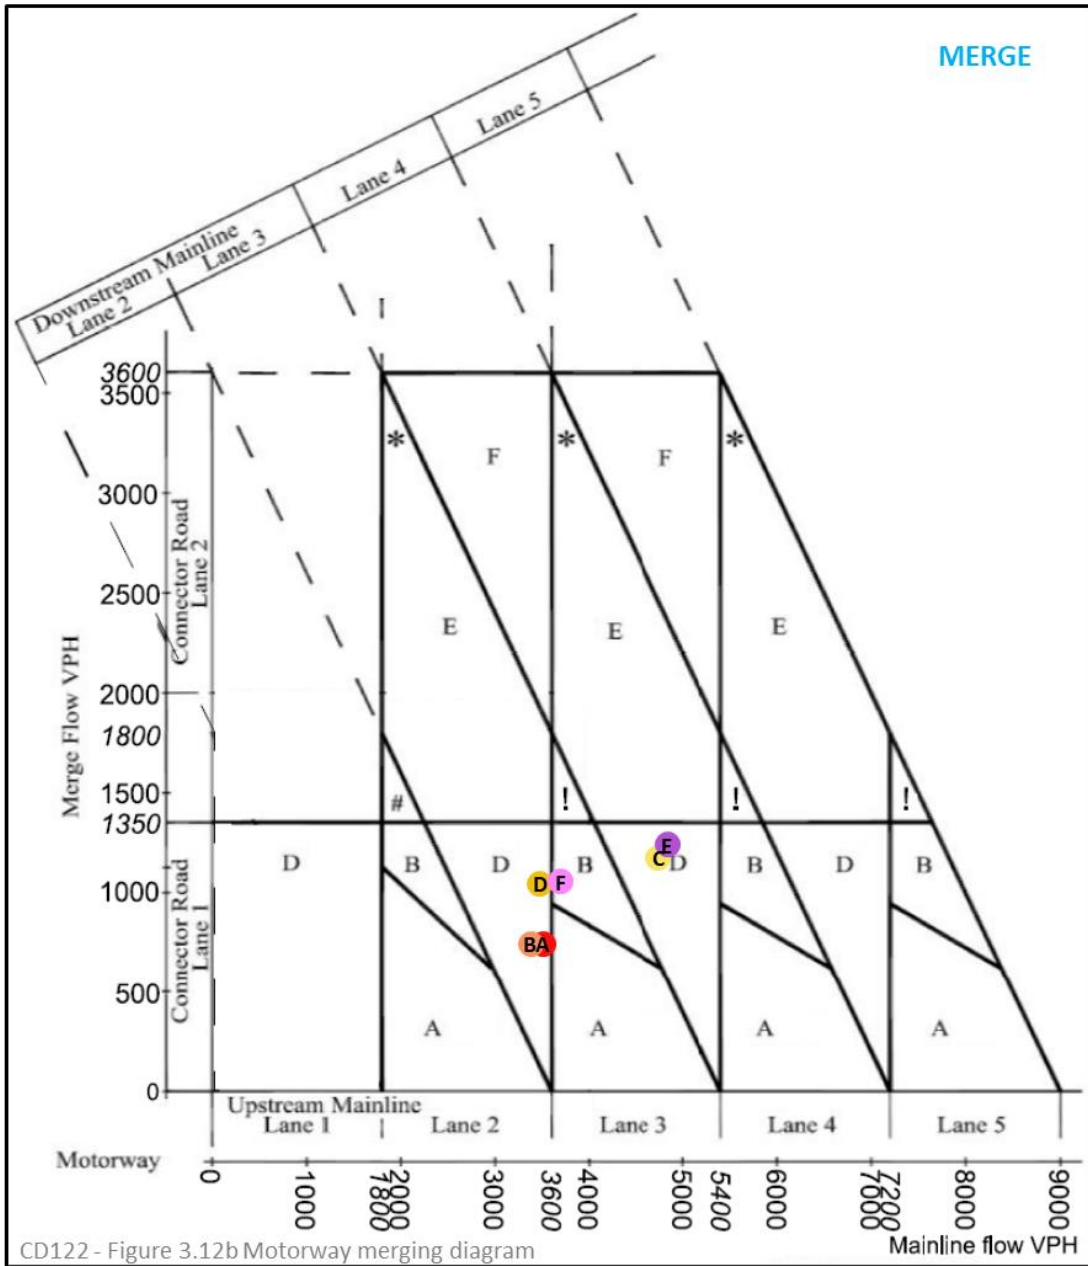 MERGE
Lane 5
Lane 4
Downstream Mainline
Lane 3
Lane 2
3600
3500
* F * F *
3000
Connector Road
Lane 2
2500
E E E
2000
Merge Flow VPH
1800
1500
# ! ! !
1350
D B D B D B D B
E
C
D F
1000
B A
Connector Road
Lane 1
500
A A A A
0
Upstream Mainline
Lane 1 Lane 2 Lane 3 Lane 4 Lane 5
Motorway
0 1000 1800 2000 3000 3600 4000 5000 5400 6000 7000 7200 8000 9000
CD122 - Figure 3.12b Motorway merging diagram
Mainline flow VPH